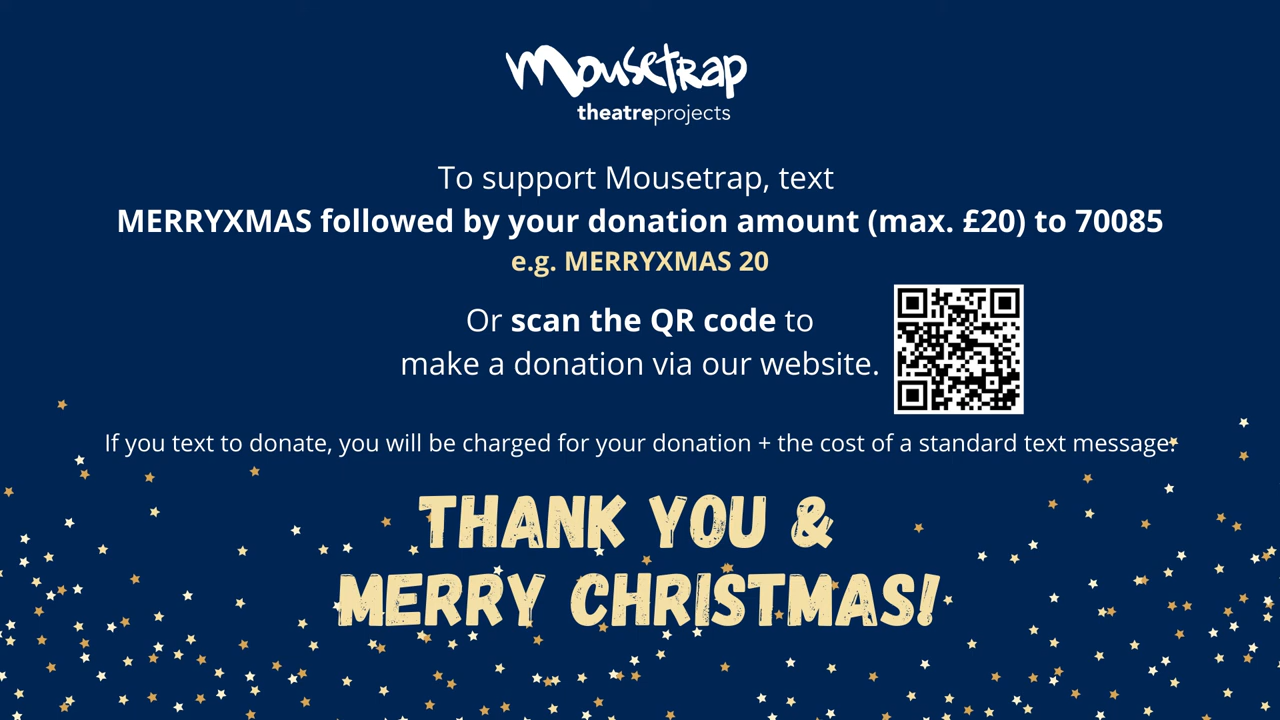 Mousetrap
theatreprojects
To support Mousetrap, text
MERRYXMAS followed by your donation amount (max. £20) to 70085
e.g. MERRYXMAS 20
Or scan the QR code to
make a donation via our website.
If you text to donate, you will be charged for your donation + the cost of a standard text message.
THANK YOU &
MERRY CHRISTMAS!